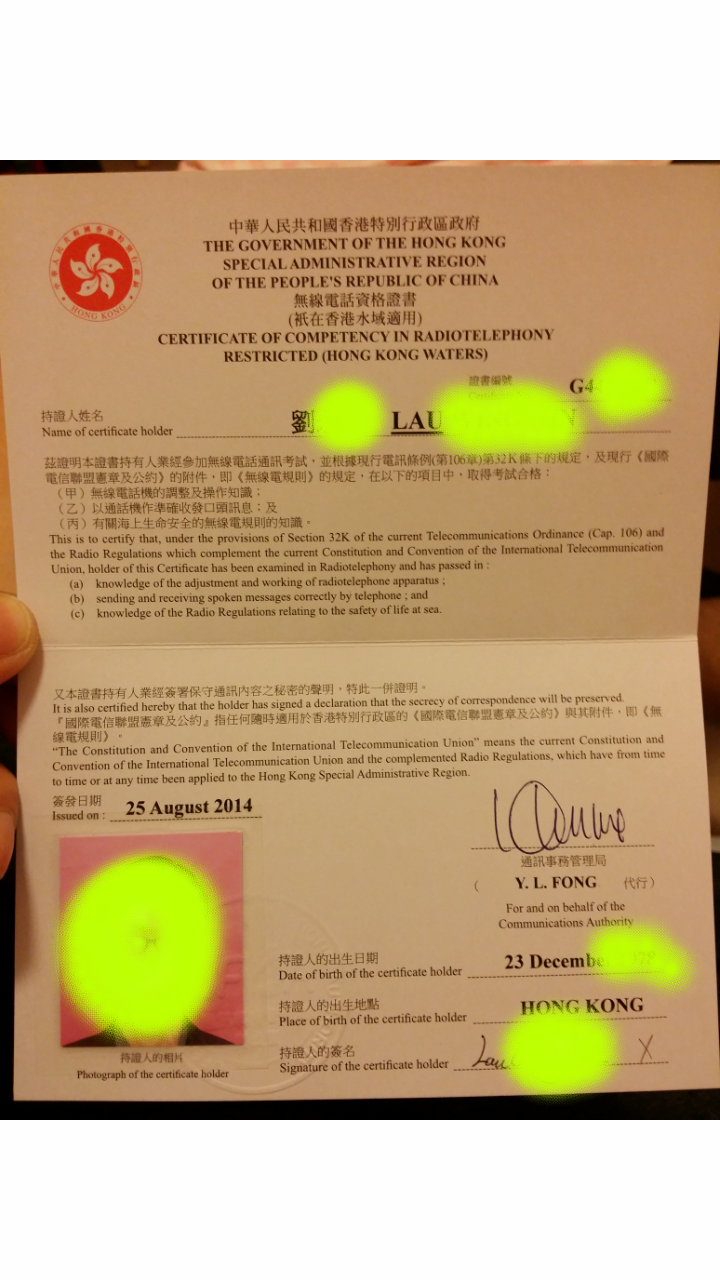 中華人民共和國香港特別行政區政府
THE GOVERNMENT OF THE HONG KONG
SPECIAL ADMINISTRATIVE REGION
OF THE PEOPLE'S REPUBLIC OF CHINA
無線電話資格證書
(祇在香港水域適用)
CERTIFICATE OF COMPETENCY IN RADIOTELEPHONY
RESTRICTED (HONG KONG WATERS)
HONG KONG
證書編號 G4
持證人姓名
Name of certificate holder 劉 LAU N
茲證明本證書持有人業經參加無線電話通訊考試，並根據現行電訊條例(第106章)第32K條下的規定，及現行《國際
電信聯盟憲章及公約》的附件，即《無線電規則》的規定，在以下的項目中，取得考試合格：
（甲）無線電話機的調整及操作知識；
（乙）以通話機作準確收發口頭訊息；及
（丙）有關海上生命安全的無線電規則的知識。
This is to certify that, under the provisions of Section 32K of the current Telecommunications Ordinance (Cap. 106) and
the Radio Regulations which complement the current Constitution and Convention of the International Telecommunication
Union, holder of this Certificate has been examined in Radiotelephony and has passed in :
(a) knowledge of the adjustment and working of radiotelephone apparatus ;
(b) sending and receiving spoken messages correctly by telephone ; and
(c) knowledge of the Radio Regulations relating to the safety of life at sea.
又本證書持有人業經簽署保守通訊內容之秘密的聲明，特此一併證明。
It is also certified hereby that the holder has signed a declaration that the secrecy of correspondence will be preserved.
『國際電信聯盟憲章及公約』指任何隨時適用於香港特別行政區的《國際電信聯盟憲章及公約》與其附件，即《無
線電規則》。
“The Constitution and Convention of the International Telecommunication Union” means the current Constitution and
Convention of the International Telecommunication Union and the complemented Radio Regulations, which have from time
to time or at any time been applied to the Hong Kong Special Administrative Region.
簽發日期
Issued on : 25 August 2014
通訊事務管理局
( Y. L. FONG 代行)
For and on behalf of the
Communications Authority
持證人的出生日期
Date of birth of the certificate holder 23 Decemb
持證人的出生地點
Place of birth of the certificate holder HONG KONG
持證人的簽名
Signature of the certificate holder Lau X
持證人的相片
Photograph of the certificate holder